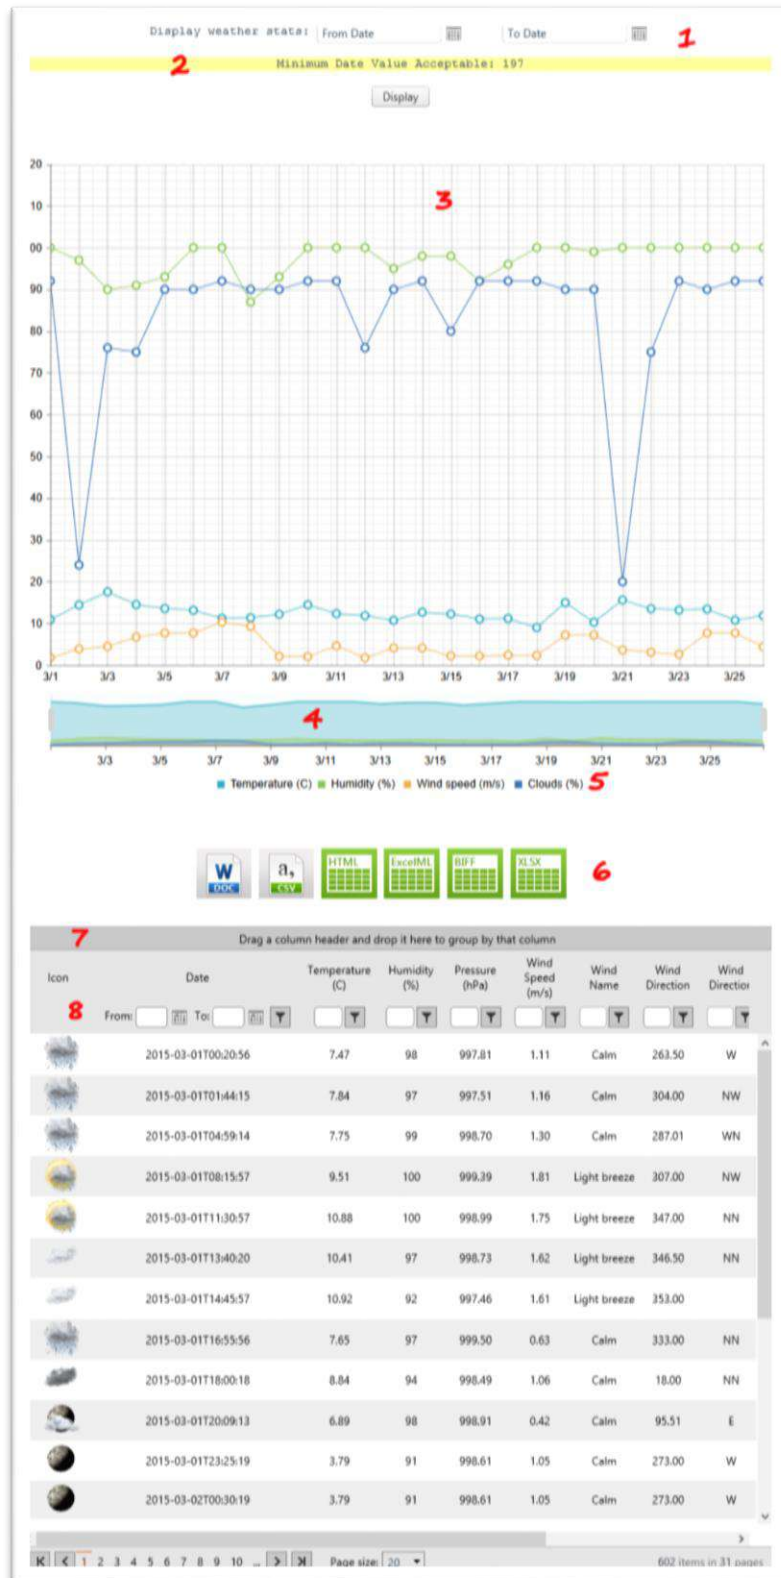 Display weather stats: From Date To Date 1
2 Minimum Date Value Acceptable: 197
Display
20
10
3
00
90
80
70
60
50
40
30
20
10
0
3/1 3/3 3/5 3/7 3/9 3/11 3/13 3/15 3/17 3/19 3/21 3/23 3/25
4
3/3 3/5 3/7 3/9 3/11 3/13 3/15 3/17 3/19 3/21 3/23 3/25
Temperature (C) Humidity (%) Wind speed (m/s) Clouds (%) 5
W DOC a, CSV HTML ExcelML BIFF XLSX 6
7 Drag a column header and drop it here to group by that column
Icon Date Temperature (C) Humidity (%) Pressure (hPa) Wind Speed (m/s) Wind Name Wind Direction Wind Direction
8 From: To:
2015-03-01T00:20:56 7.47 98 997.81 1.11 Calm 263.50 W
2015-03-01T01:44:15 7.84 97 997.51 1.16 Calm 304.00 NW
2015-03-01T04:59:14 7.75 99 998.70 1.30 Calm 287.01 WN
2015-03-01T08:15:57 9.51 100 999.39 1.81 Light breeze 307.00 NW
2015-03-01T11:30:57 10.88 100 998.99 1.75 Light breeze 347.00 NN
2015-03-01T13:40:20 10.41 97 998.73 1.62 Light breeze 346.50 NN
2015-03-01T14:45:57 10.92 92 997.46 1.61 Light breeze 353.00
2015-03-01T16:55:56 7.65 97 999.50 0.63 Calm 333.00 NN
2015-03-01T18:00:18 8.84 94 998.49 1.06 Calm 18.00 NN
2015-03-01T20:09:13 6.89 98 998.91 0.42 Calm 95.51 E
2015-03-01T23:25:19 3.79 91 998.61 1.05 Calm 273.00 W
2015-03-02T00:30:19 3.79 91 998.61 1.05 Calm 273.00 W
1 2 3 4 5 6 7 8 9 10 ... Page size: 20 602 items in 31 pages